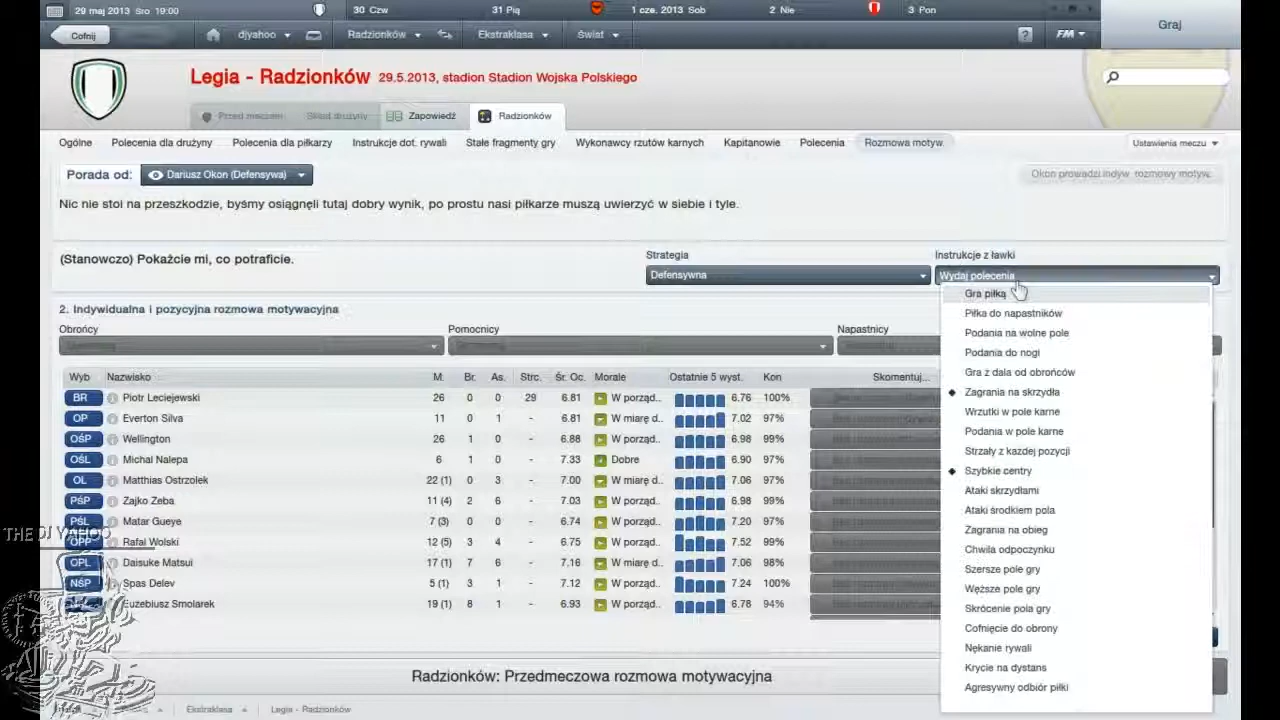 29 maj 2013 Śro 19:00
30 Czw
31 Pią
1 cze. 2013 Sob
2 Nie
3 Pon
Graj
Cofnij
djyahoo
Radzionków
Ekstraklasa
Świat
?
FM
Legia - Radzionków 29.5.2013, stadion Stadion Wojska Polskiego
Przed meczem
Skład drużyny
Zapowiedź
Radzionków
Ogólne
Polecenia dla drużyny
Polecenia dla piłkarzy
Instrukcje dot. rywali
Stałe fragmenty gry
Wykonawcy rzutów karnych
Kapitanowie
Polecenia
Rozmowa motyw.
Ustawienia meczu
Porada od:
Dariusz Okon (Defensywa)
Okon prowadzi indyw. rozmowy motyw.
Nic nie stoi na przeszkodzie, byśmy osiągnęli tutaj dobry wynik, po prostu nasi piłkarze muszą uwierzyć w siebie i tyle.
(Stanowczo) Pokażcie mi, co potraficie.
Strategia
Defensywna
Instrukcje z ławki
Wydaj polecenia
2. Indywidualna i pozycyjna rozmowa motywacyjna
Obrońcy
Pomocnicy
Napastnicy
Wyb Nazwisko M. Br. As. Strc. Śr. Oc. Morale Ostatnie 5 wyst. Kon Skomentuj...
BR Piotr Leciejewski 26 0 0 29 6.81 W porząd.. 6.76 100%
OP Everton Silva 11 0 1 - 6.81 W miarę d.. 7.02 97%
OŚP Wellington 26 1 0 - 6.88 W porząd.. 6.98 99%
OŚL Michal Nalepa 6 1 0 - 7.33 Dobre 6.90 97%
OL Matthias Ostrzolek 22 (1) 0 3 - 7.00 W miarę d.. 7.06 97%
PŚP Zajko Zeba 11 (4) 2 6 - 7.03 W porząd.. 6.98 99%
PŚL Matar Gueye 7 (3) 0 0 - 6.74 W porząd.. 7.20 97%
OPP Rafał Wolski 12 (5) 3 4 - 6.75 W porząd.. 7.52 99%
OPL Daisuke Matsui 17 (1) 7 6 - 7.16 W miarę d.. 7.06 98%
NŚP Spas Delev 5 (1) 3 1 - 7.12 W porząd.. 7.24 100%
Euzebiusz Smolarek 19 (1) 8 1 - 6.93 W porząd.. 6.78 94%
Gra piłką
Piłka do napastników
Podania na wolne pole
Podania do nogi
Gra z dala od obrońców
Zagrania na skrzydła
Wrzutki w pole karne
Podania w pole karne
Strzały z każdej pozycji
Szybkie centry
Ataki skrzydłami
Ataki środkiem pola
Zagrania na obieg
Chwila odpoczynku
Szersze pole gry
Węższe pole gry
Skrócenie pola gry
Cofnięcie do obrony
Nękanie rywali
Krycie na dystans
Agresywny odbiór piłki
THE DJ YAHOO
Radzionków: Przedmeczowa rozmowa motywacyjna
Ekstraklasa
Legia - Radzionków